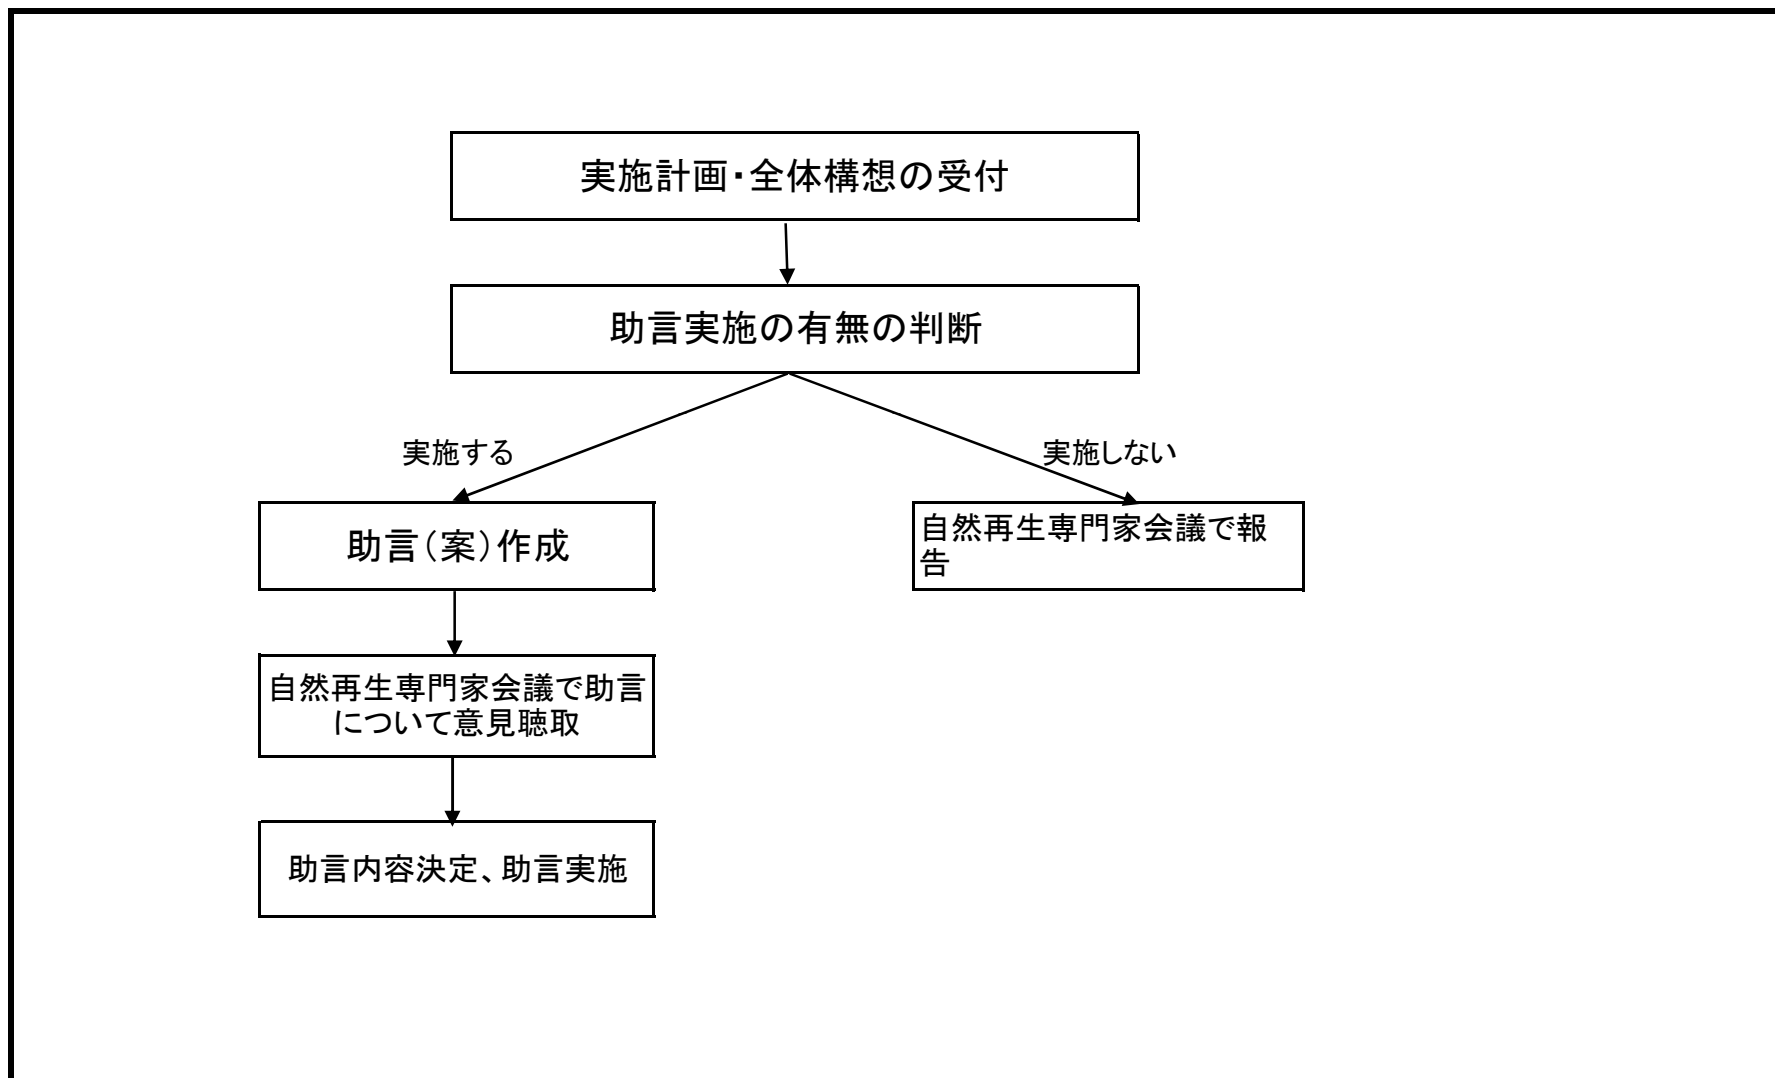 実施計画・全体構想の受付
助言実施の有無の判断
実施する
実施しない
助言（案）作成
自然再生専門家会議で報
告
自然再生専門家会議で助言
について意見聴取
助言内容決定、助言実施